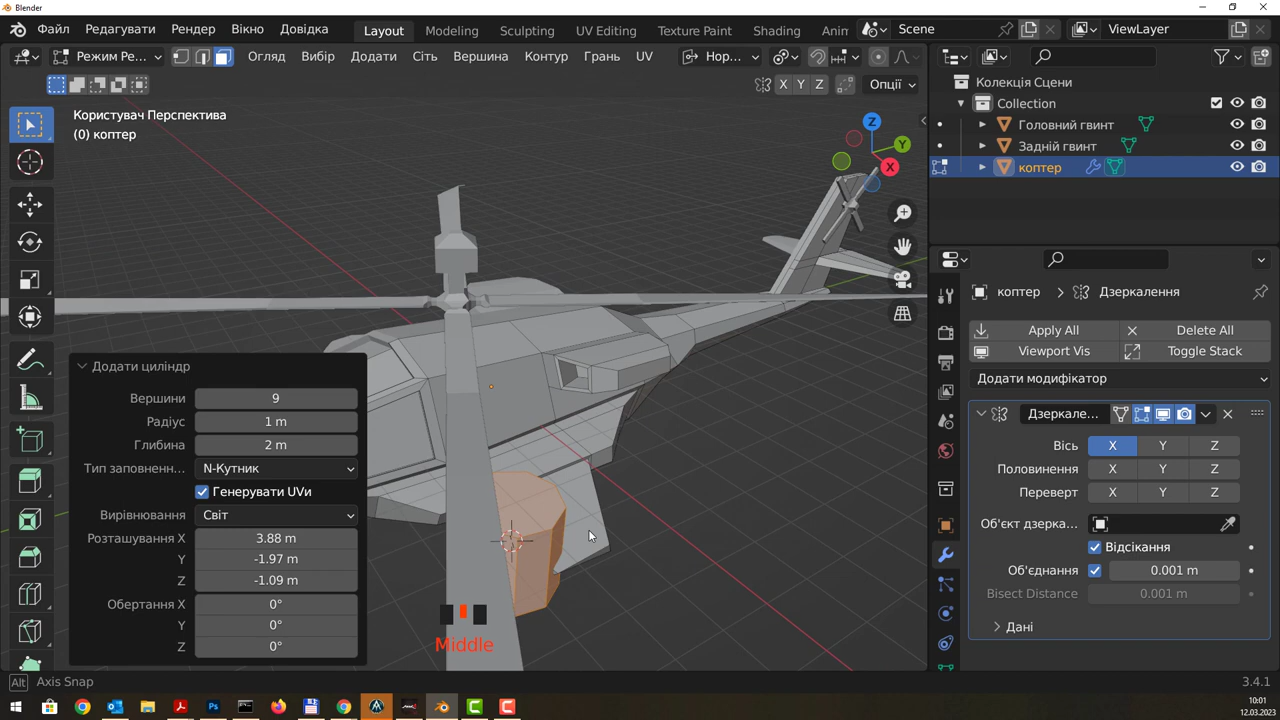 Blender
Файл Редагувати Рендер Вікно Довідка Layout Modeling Sculpting UV Editing Texture Paint Shading Anin Scene ViewLayer
Режим Ре... Огляд Вибір Додати Сіть Вершина Контур Грань UV Нор...
X Y Z Опції
Користувач Перспектива
(0) коптер
Z
Y
X
Додати циліндр
Вершини 9
Радіус 1 m
Глибина 2 m
Тип заповненн... N-Кутник
Генерувати UVи
Вирівнювання Світ
Розташування X 3.88 m
Y -1.97 m
Z -1.09 m
Обертання X 0°
Y 0°
Z 0°
Middle
Колекція Сцени
Collection
Головний гвинт
Задній гвинт
коптер
коптер Дзеркалення
Apply All Delete All
Viewport Vis Toggle Stack
Додати модифікатор
Дзеркале...
Вісь X Y Z
Половинення X Y Z
Переверт X Y Z
Об'єкт дзерка...
Відсікання
Об'єднання 0.001 m
Bisect Distance 0.001 m
Дані
Alt Axis Snap 3.4.1
10:01
12.03.2023